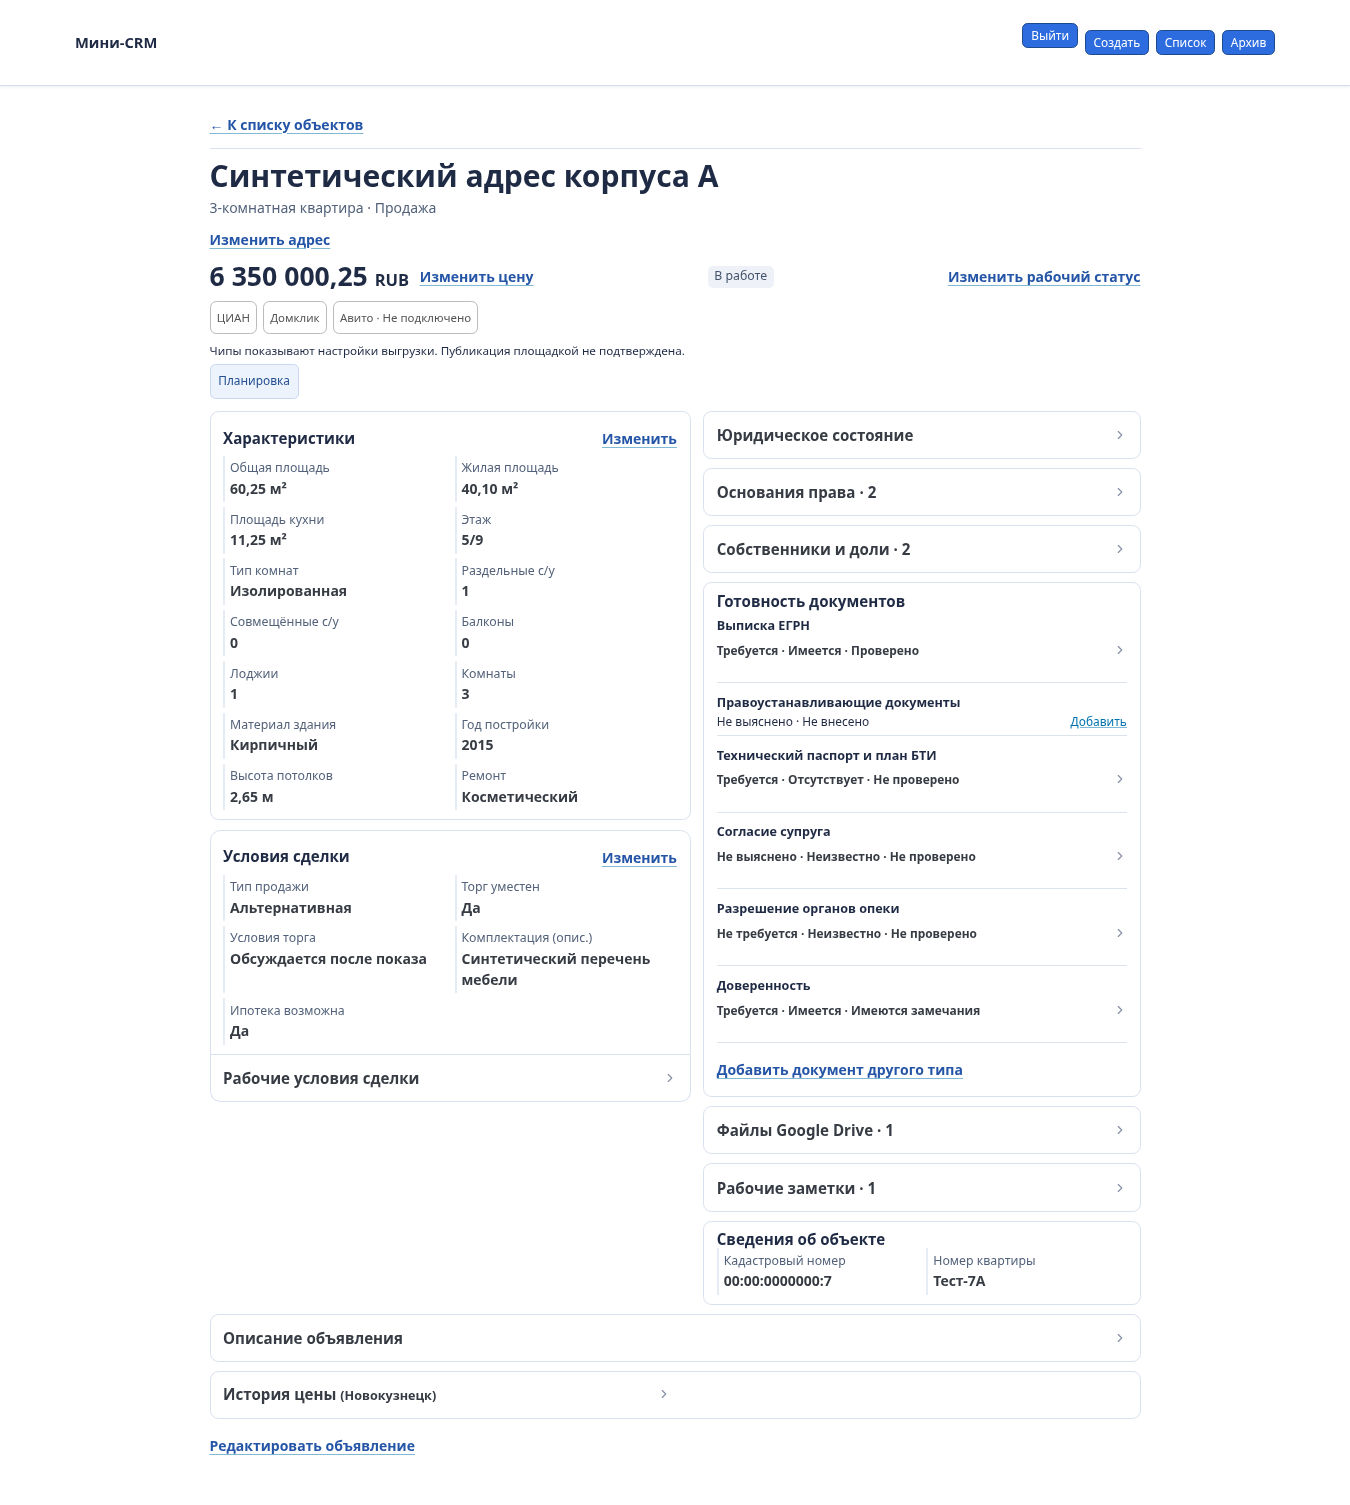 Мини-CRM
Выйти
Создать
Список
Архив
← К списку объектов
Синтетический адрес корпуса А
3-комнатная квартира · Продажа
Изменить адрес
6 350 000,25 RUB Изменить цену
В работе
Изменить рабочий статус
ЦИАН
Домклик
Авито · Не подключено
Чипы показывают настройки выгрузки. Публикация площадкой не подтверждена.
Планировка
Характеристики
Изменить
Общая площадь
60,25 м²
Жилая площадь
40,10 м²
Площадь кухни
11,25 м²
Этаж
5/9
Тип комнат
Изолированная
Раздельные с/у
1
Совмещённые с/у
0
Балконы
0
Лоджии
1
Комнаты
3
Материал здания
Кирпичный
Год постройки
2015
Высота потолков
2,65 м
Ремонт
Косметический
Условия сделки
Изменить
Тип продажи
Альтернативная
Торг уместен
Да
Условия торга
Обсуждается после показа
Комплектация (опис.)
Синтетический перечень
мебели
Ипотека возможна
Да
Рабочие условия сделки
Юридическое состояние
Основания права · 2
Собственники и доли · 2
Готовность документов
Выписка ЕГРН
Требуется · Имеется · Проверено
Правоустанавливающие документы
Не выяснено · Не внесено
Добавить
Технический паспорт и план БТИ
Требуется · Отсутствует · Не проверено
Согласие супруга
Не выяснено · Неизвестно · Не проверено
Разрешение органов опеки
Не требуется · Неизвестно · Не проверено
Доверенность
Требуется · Имеется · Имеются замечания
Добавить документ другого типа
Файлы Google Drive · 1
Рабочие заметки · 1
Сведения об объекте
Кадастровый номер
00:00:0000000:7
Номер квартиры
Тест-7А
Описание объявления
История цены (Новокузнецк)
Редактировать объявление